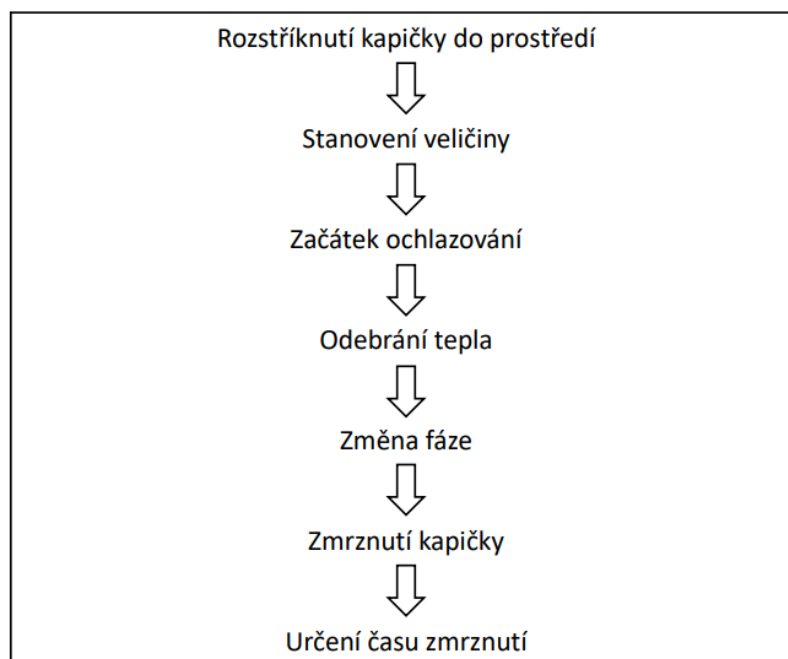 Rozstříknutí kapičky do prostředí
Stanovení veličiny
Začátek ochlazování
Odebrání tepla
Změna fáze
Zmrznutí kapičky
Určení času zmrznutí